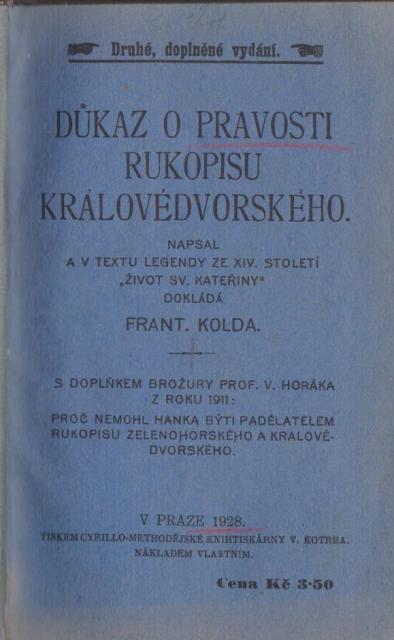 Druhé, doplněné vydání.
DŮKAZ O PRAVOSTI
RUKOPISU
KRÁLOVÉDVORSKÉHO.
NAPSAL
A V TEXTU LEGENDY ZE XIV. STOLETÍ
„ŽIVOT SV. KATEŘINY“
DOKLÁDÁ
FRANT. KOLDA.
S DOPLŇKEM BROŽURY PROF. V. HORÁKA
Z ROKU 1911:
PROČ NEMOHL HANKA BÝTI PADĚLATELEM
RUKOPISU ZELENOHORSKÉHO A KRÁLOVÉ-
DVORSKÉHO.
V PRAZE 1928.
TISKEM CYRILLO-METHODĚJSKÉ KNIHTISKÁRNY V. KOTRBA.
NÁKLADEM VLASTNÍM.
Cena Kč 3·50